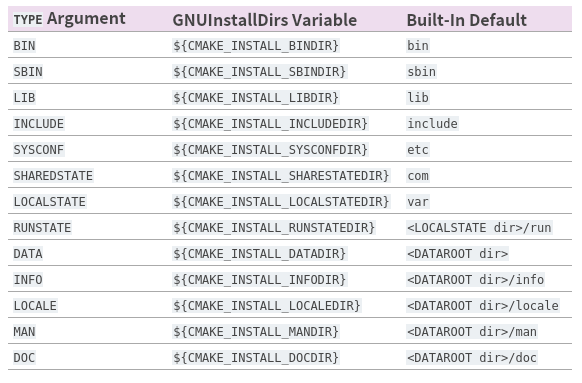 TYPE Argument GNUInstallDirs Variable Built-In Default
BIN ${CMAKE_INSTALL_BINDIR} bin
SBIN ${CMAKE_INSTALL_SBINDIR} sbin
LIB ${CMAKE_INSTALL_LIBDIR} lib
INCLUDE ${CMAKE_INSTALL_INCLUDEDIR} include
SYSCONF ${CMAKE_INSTALL_SYSCONFDIR} etc
SHAREDSTATE ${CMAKE_INSTALL_SHARESTATEDIR} com
LOCALSTATE ${CMAKE_INSTALL_LOCALSTATEDIR} var
RUNSTATE ${CMAKE_INSTALL_RUNSTATEDIR} <LOCALSTATE dir>/run
DATA ${CMAKE_INSTALL_DATADIR} <DATAROOT dir>
INFO ${CMAKE_INSTALL_INFODIR} <DATAROOT dir>/info
LOCALE ${CMAKE_INSTALL_LOCALEDIR} <DATAROOT dir>/locale
MAN ${CMAKE_INSTALL_MANDIR} <DATAROOT dir>/man
DOC ${CMAKE_INSTALL_DOCDIR} <DATAROOT dir>/doc